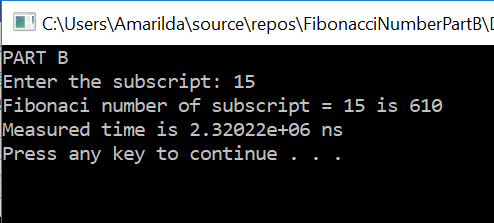 C:\Users\Amarilda\source\repos\FibonacciNumberPartB\
PART B
Enter the subscript: 15
Fibonaci number of subscript = 15 is 610
Measured time is 2.32022e+06 ns
Press any key to continue . . .